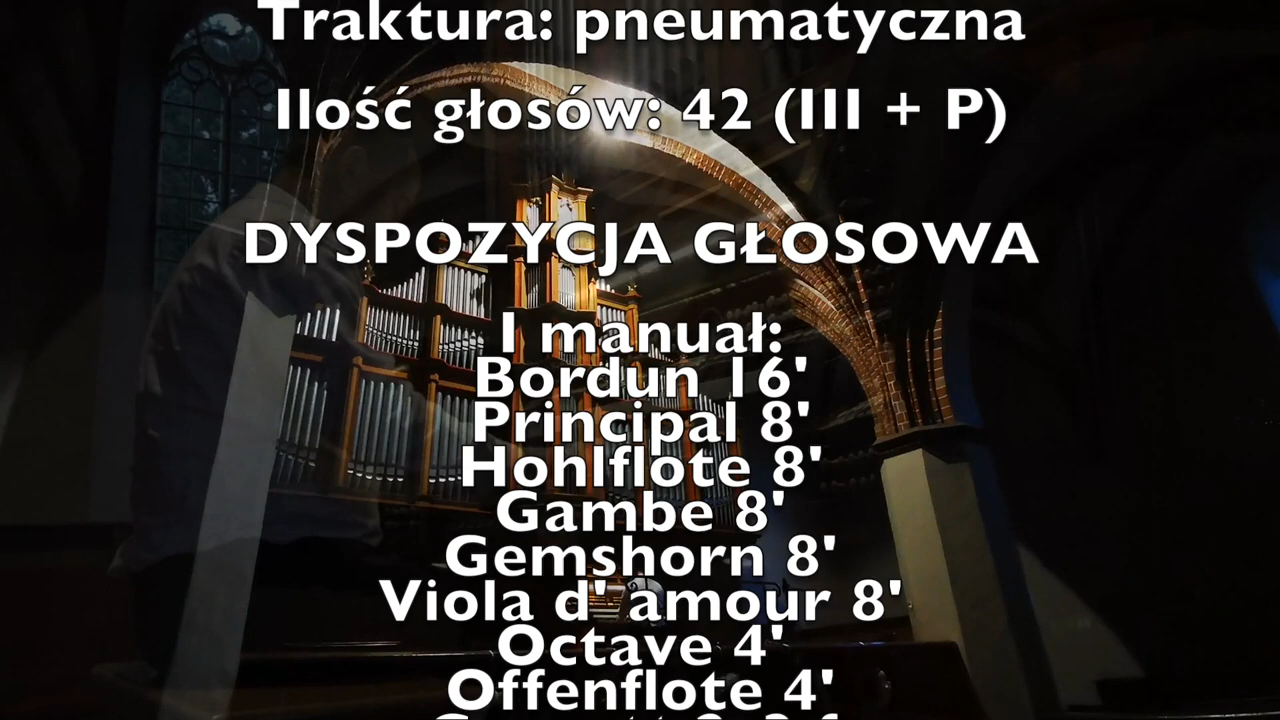 Traktura: pneumatyczna
Ilość głosów: 42 (III + P)
DYSPOZYCJA GŁOSOWA
I manuał:
Bordun 16'
Principal 8'
Hohlflote 8'
Gambe 8'
Gemshorn 8'
Viola d' amour 8'
Octave 4'
Offenflote 4'